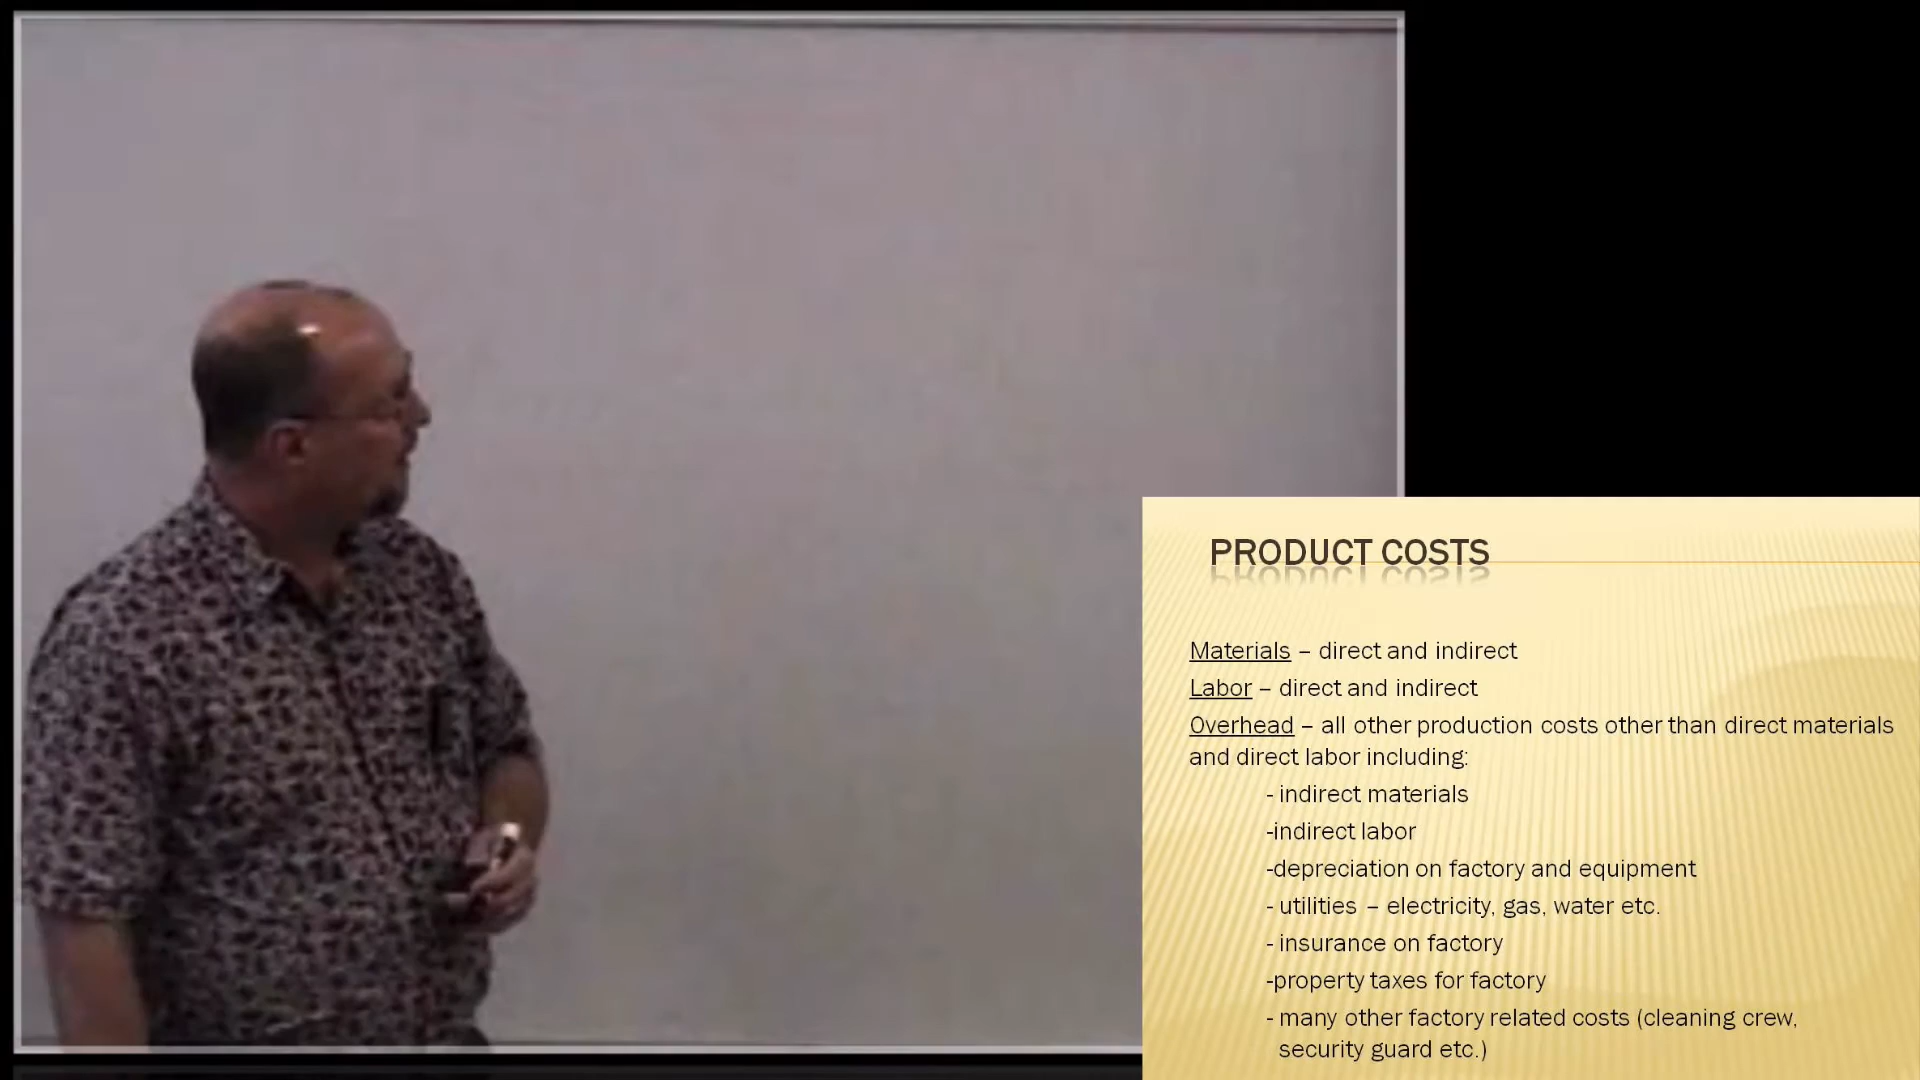 PRODUCT COSTS
Materials – direct and indirect
Labor – direct and indirect
Overhead – all other production costs other than direct materials
and direct labor including:
- indirect materials
-indirect labor
-depreciation on factory and equipment
- utilities – electricity, gas, water etc.
- insurance on factory
-property taxes for factory
- many other factory related costs (cleaning crew,
security guard etc.)